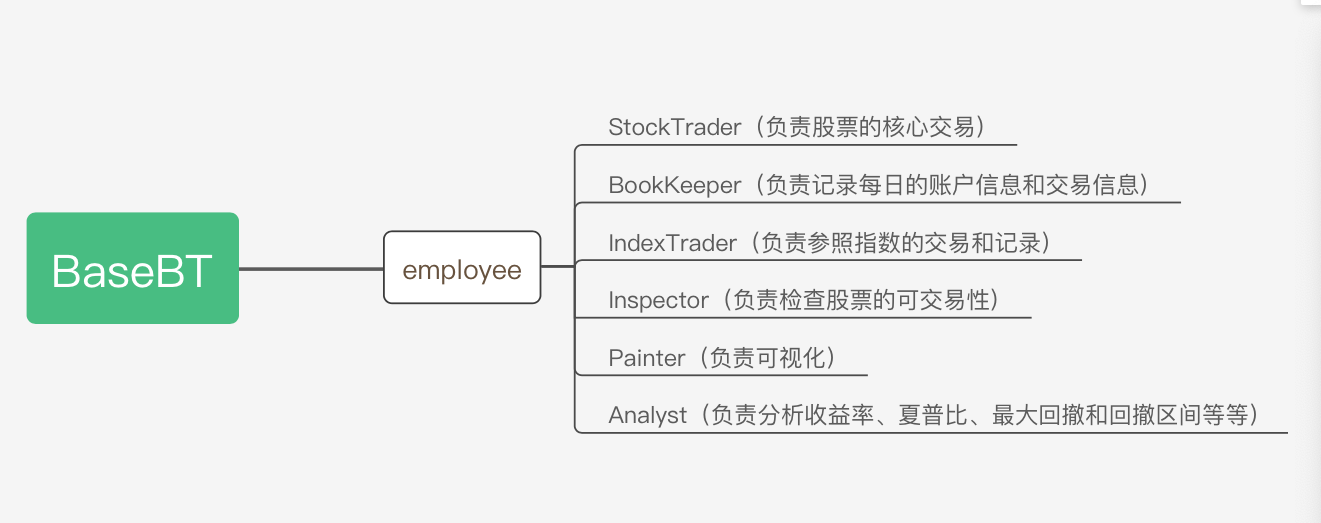 BaseBT
employee
StockTrader（负责股票的核心交易）
BookKeeper（负责记录每日的账户信息和交易信息）
IndexTrader（负责参照指数的交易和记录）
Inspector（负责检查股票的可交易性）
Painter（负责可视化）
Analyst（负责分析收益率、夏普比、最大回撤和回撤区间等等）